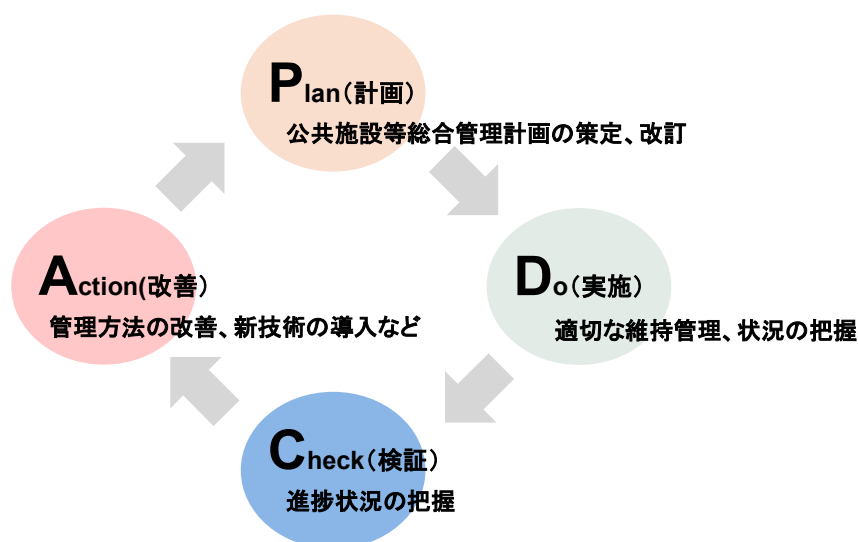 Plan（計画）
公共施設等総合管理計画の策定、改訂
Action(改善）
管理方法の改善、新技術の導入など
Do（実施）
適切な維持管理、状況の把握
Check（検証）
進捗状況の把握